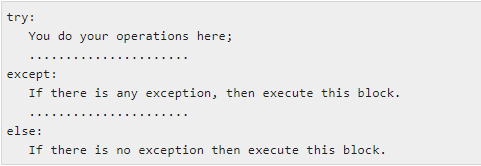 try:
   You do your operations here;
   ......................
except:
   If there is any exception, then execute this block.
   ......................
else:
   If there is no exception then execute this block.